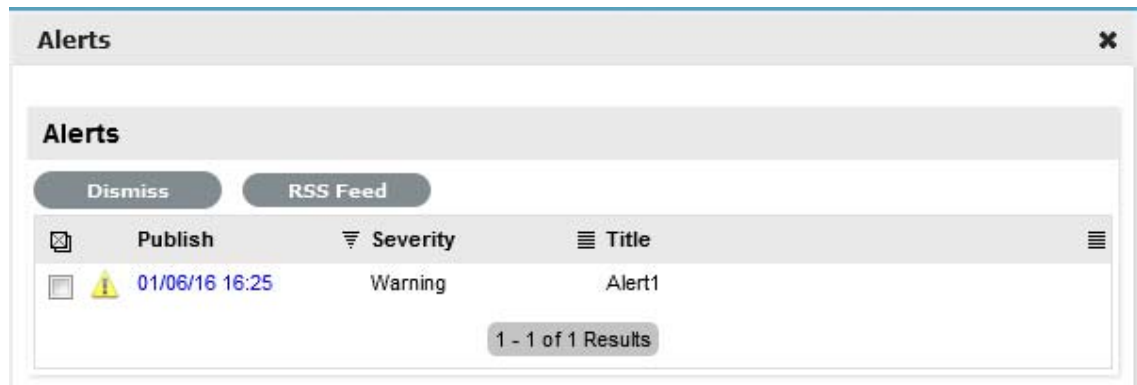 Alerts
Alerts
Dismiss RSS Feed
Publish Severity Title
01/06/16 16:25 Warning Alert1
1 - 1 of 1 Results